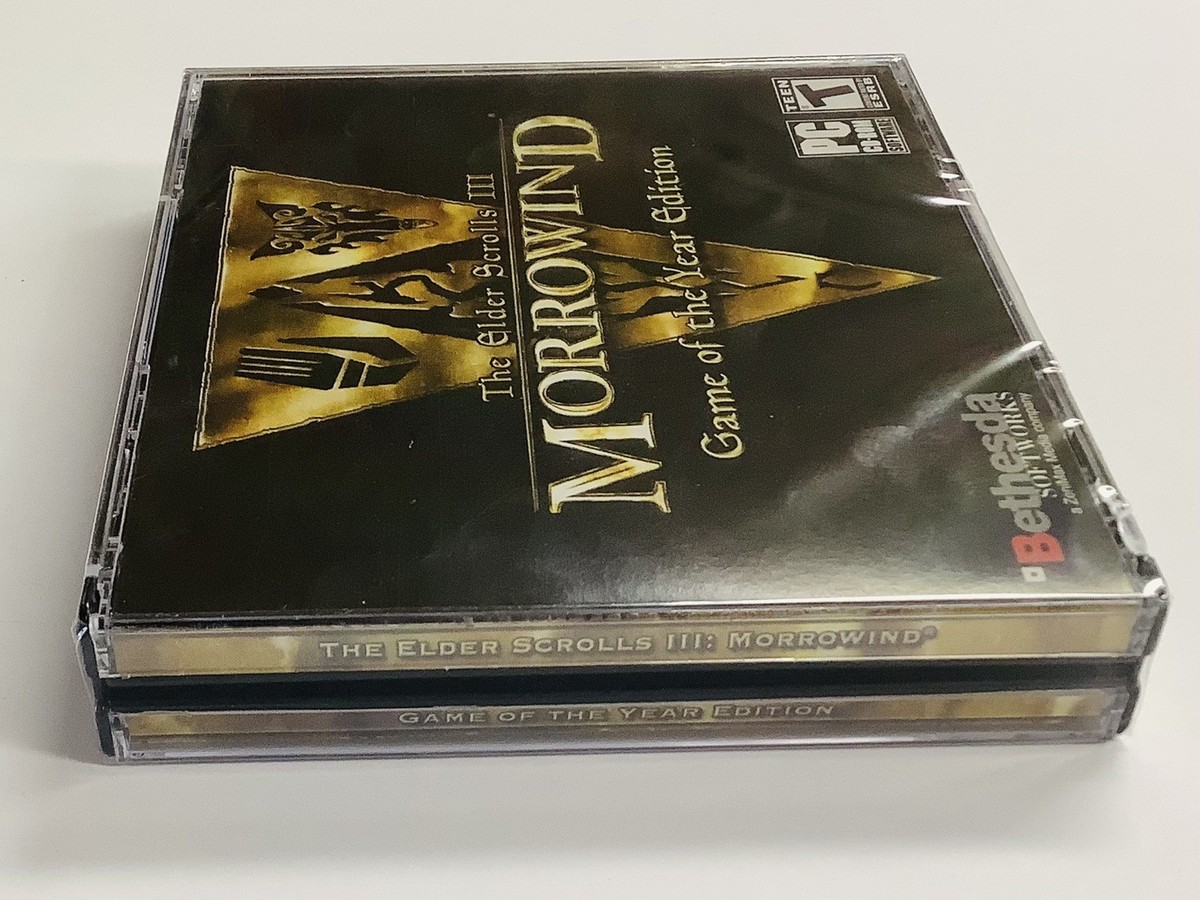 The Elder Scrolls III
MORROWIND
Game of the Year Edition
TEEN
T
ESRB
PC
CD-ROM
SOFTWARE
Bethesda
SOFTWORKS
a ZeniMax Media company
THE ELDER SCROLLS III: MORROWIND®
GAME OF THE YEAR EDITION